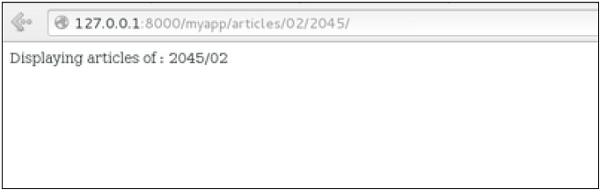 127.0.0.1:8000/myapp/articles/02/2045/
Displaying articles of : 2045/02